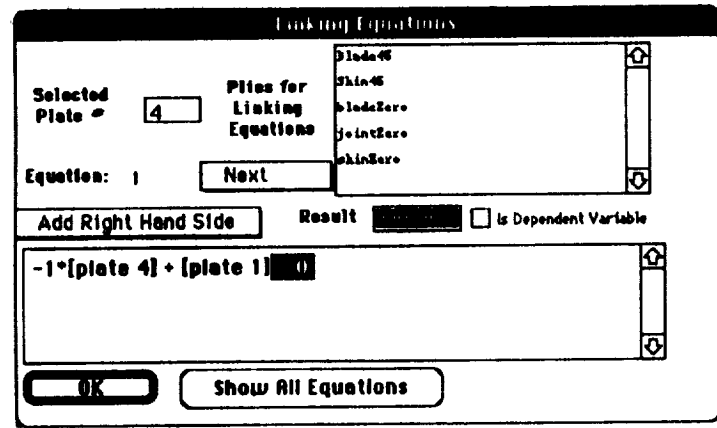 Linking Equations
Selected Plate # 4
Plies for Linking Equations
Blade45
Skin45
bladeZero
jointZero
skinZero
Equation: 1
Next
Add Right Hand Side
Result
Is Dependent Variable
-1*[plate 4] + [plate 1]
OK
Show All Equations